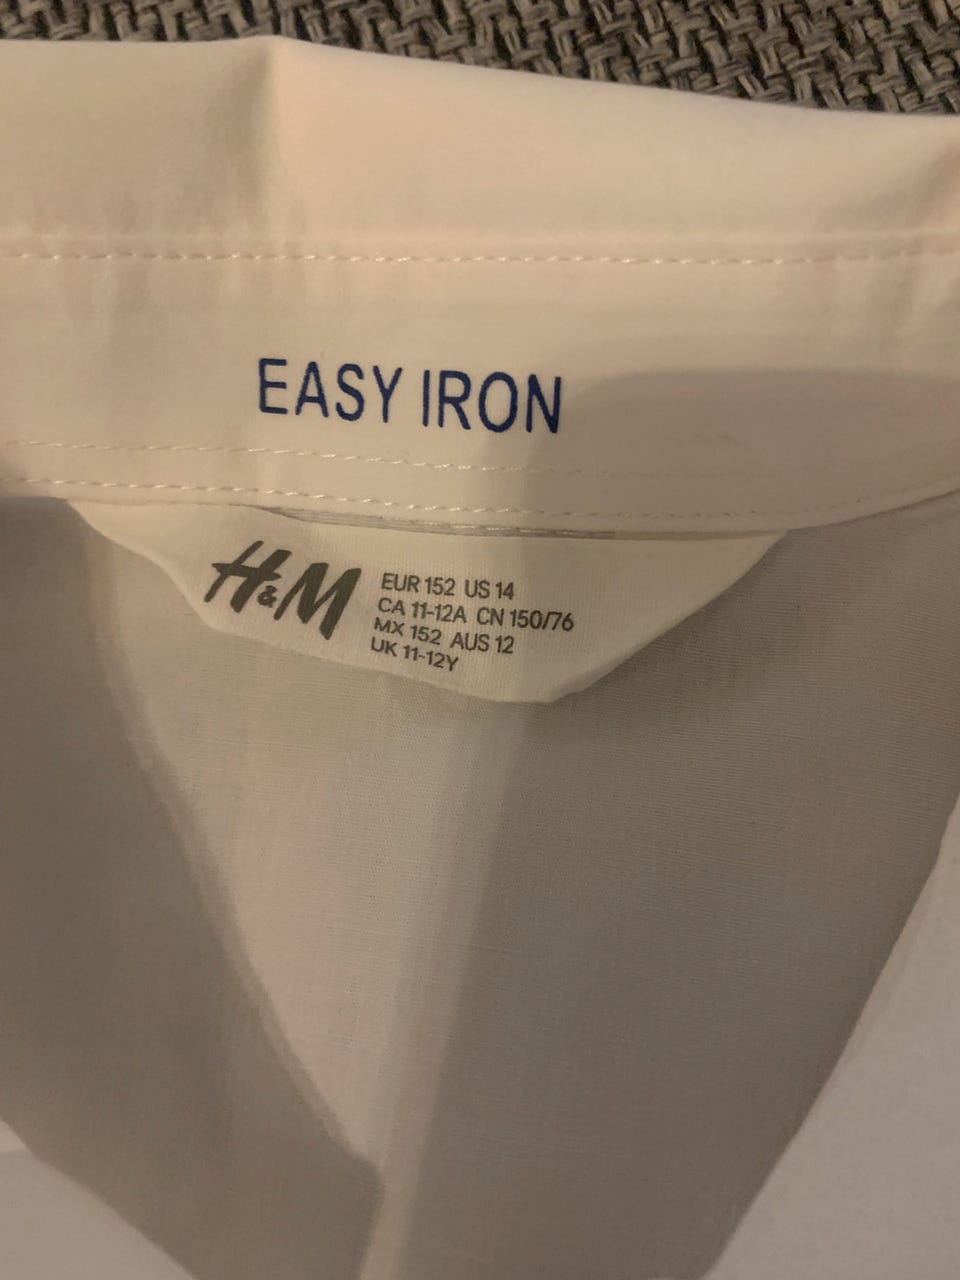 EASY IRON
H&M
EUR 152 US 14
CA 11-12A CN 150/76
MX 152 AUS 12
UK 11-12Y